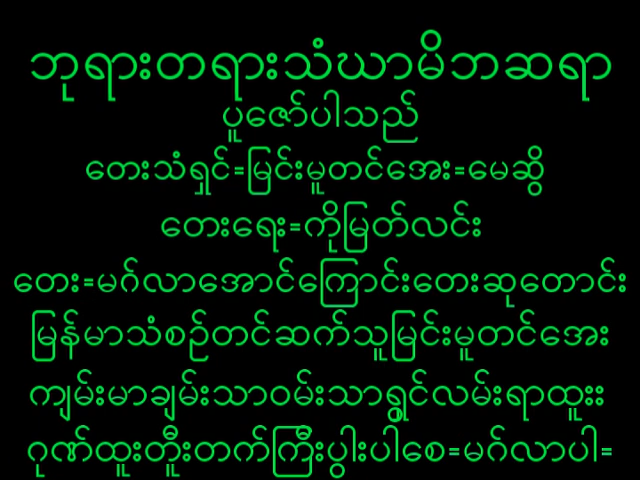 ဘုရားတရားသံဃာမိဘဆရာ
ပူဇော်ပါသည်
တေးသံရှင်=မြင်းမူတင်အေး=မေဆွိ
တေးရေး=ကိုမြတ်လင်း
တေး=မင်္ဂလာအောင်ကြောင်းတေးဆုတောင်း
မြန်မာသံစဉ်တင်ဆက်သူမြင်းမူတင်အေး
ကျမ်းမာချမ်းသာဝမ်းသာရွှင်လမ်းရာထူးး
ဂုဏ်ထူးတိူးတက်ကြီးပွါးပါစေ=မဂ်လာပါ=